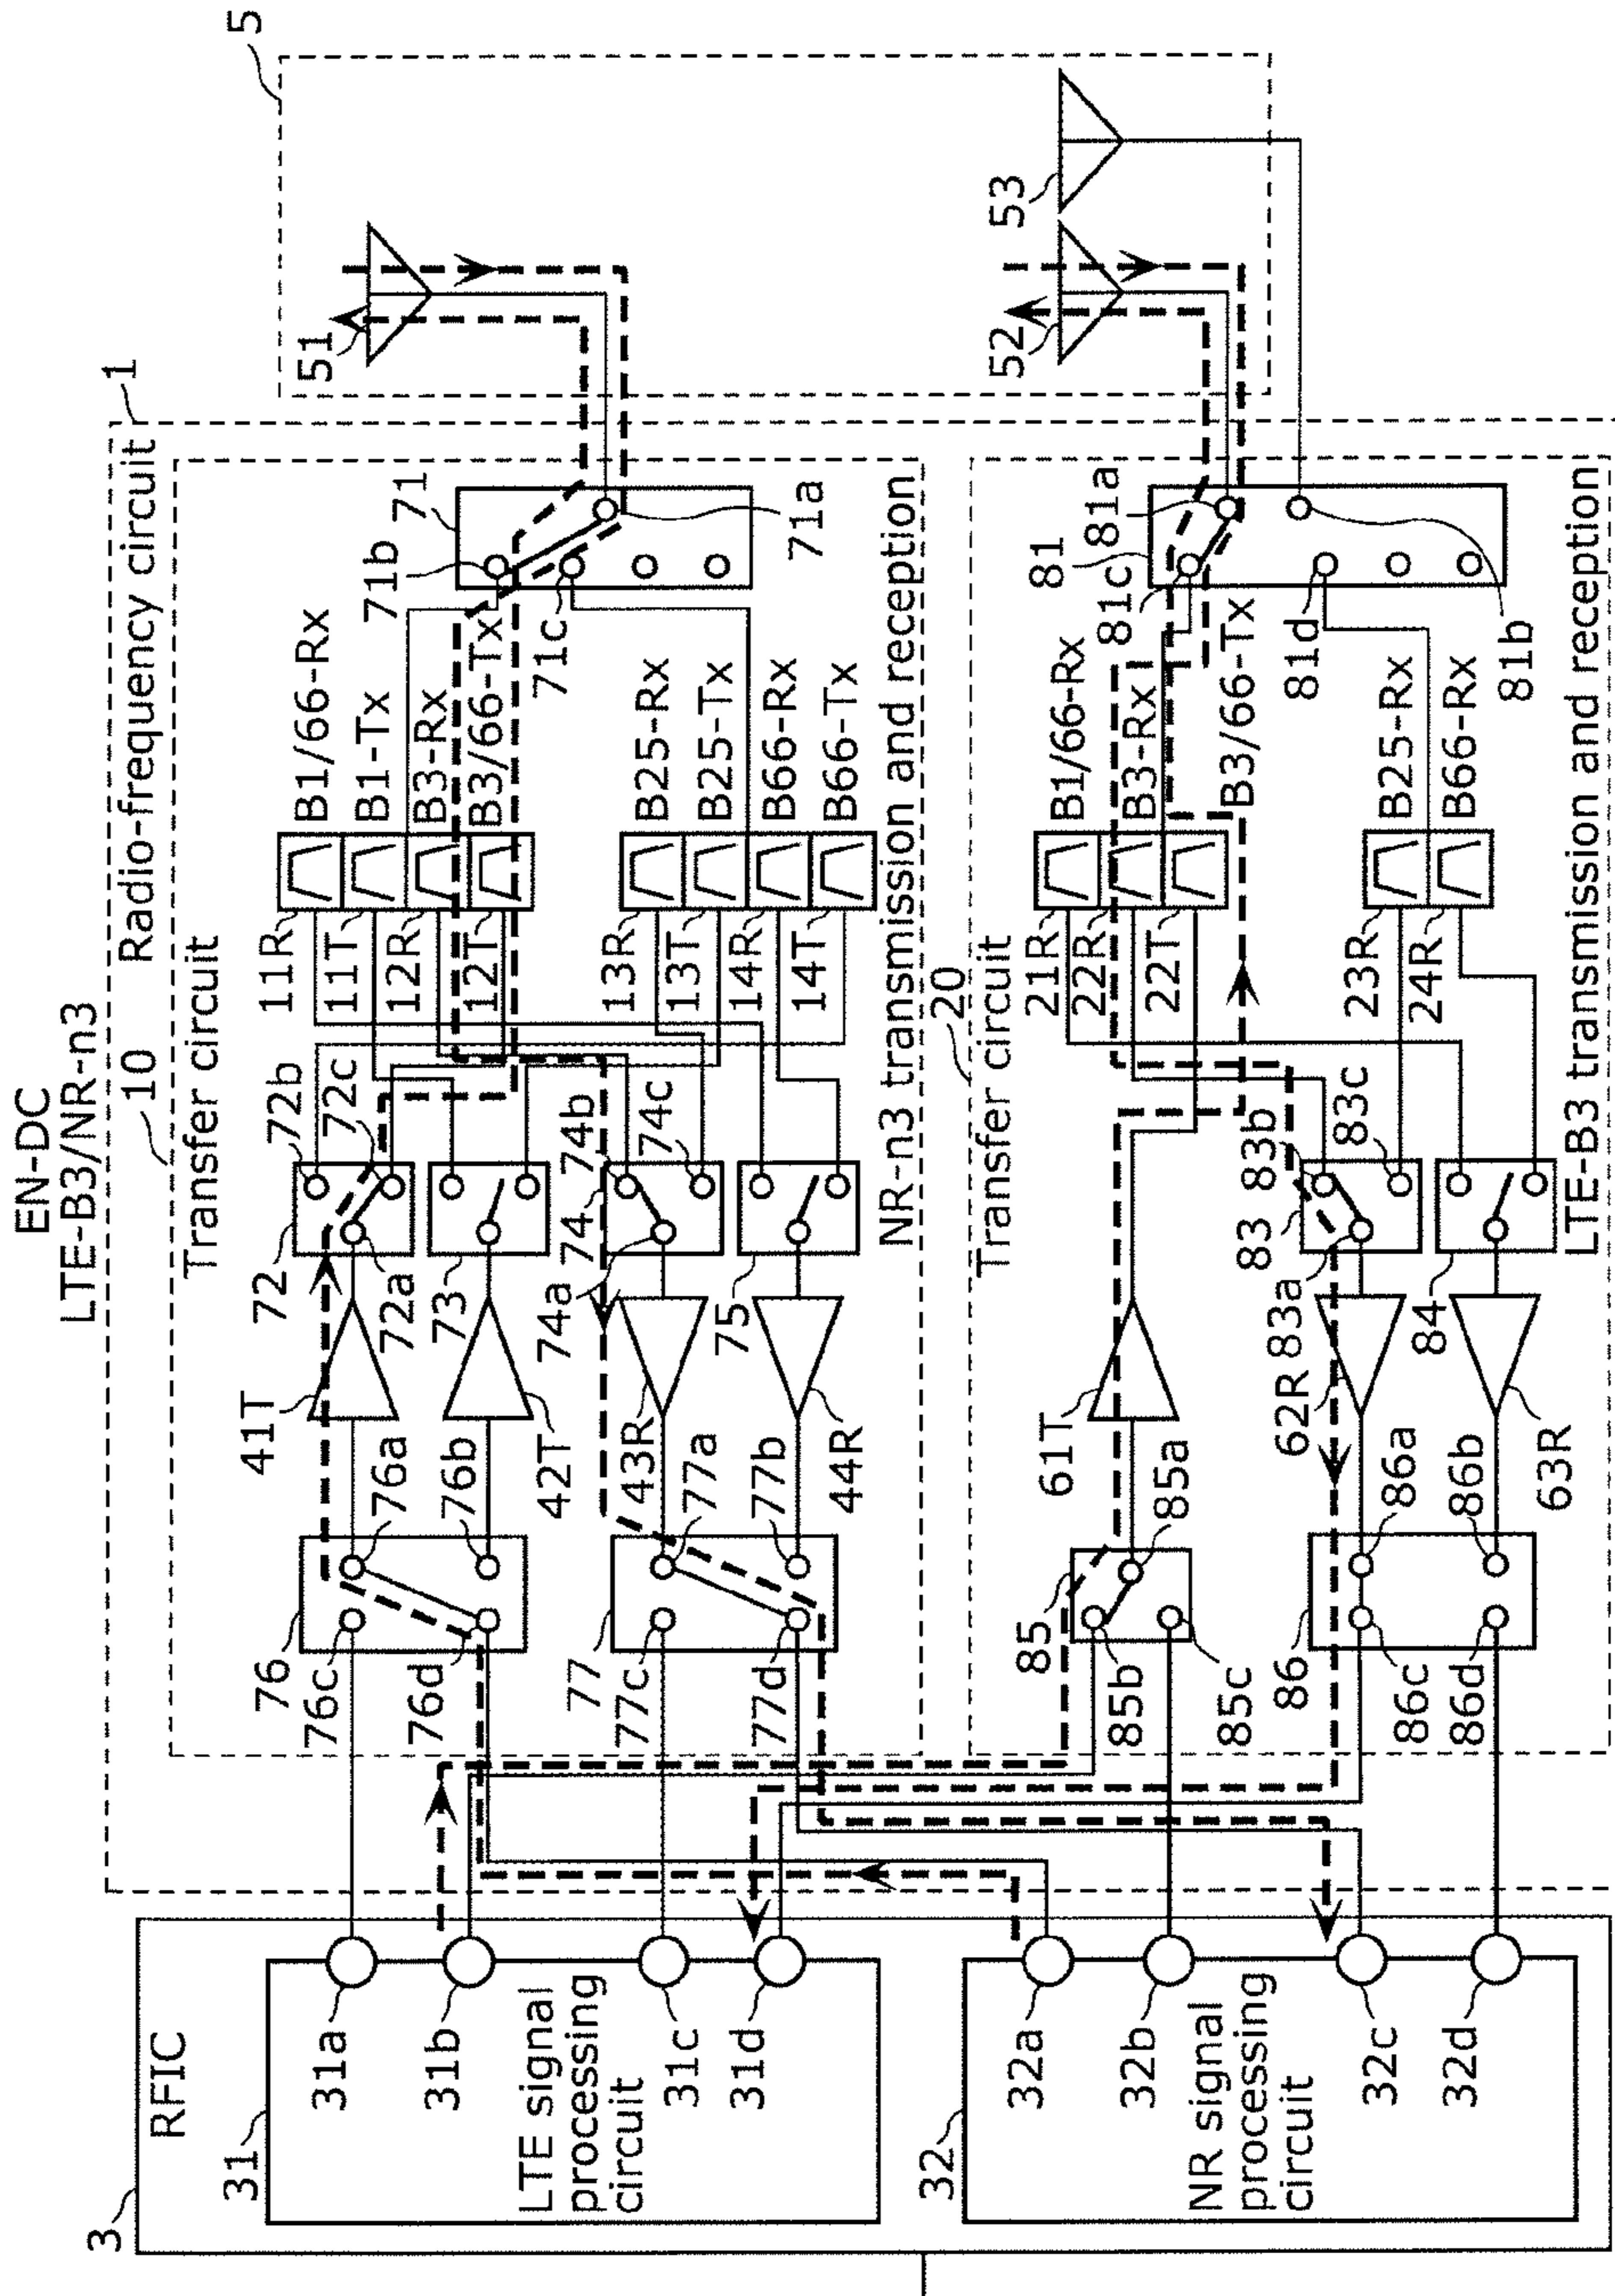 EN-DC
LTE-B3/NR-n3
3
RFIC
31
LTE signal
processing
circuit
31a
31b
31c
31d
32
NR signal
processing
circuit
32a
32b
32c
32d
1
Radio-frequency circuit
10
Transfer circuit
76
76c
76d
76a
76b
77
77c
77d
77a
77b
41T
42T
43R
44R
72
72a
72b
72c
73
74
74a
74b
74c
75
11R
11T
12R
12T
13R
13T
14R
14T
B1/66-Rx
B1-Tx
B3-Rx
B3/66-Tx
B25-Rx
B25-Tx
B66-Rx
B66-Tx
71
71a
71b
71c
NR-n3 transmission and reception
20
Transfer circuit
85
85a
85b
85c
86
86a
86b
86c
86d
61T
62R
63R
83
83a
83b
83c
84
21R
22R
22T
23R
24R
B1/66-Rx
B3-Rx
B3/66-Tx
B25-Rx
B66-Rx
81
81a
81b
81c
81d
LTE-B3 transmission and reception
5
51
52
53